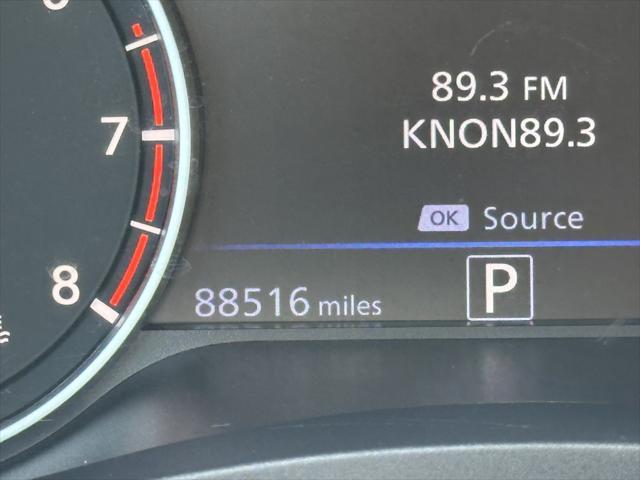 89.3 FM
KNON89.3
7
OK Source
8
88516 miles
P